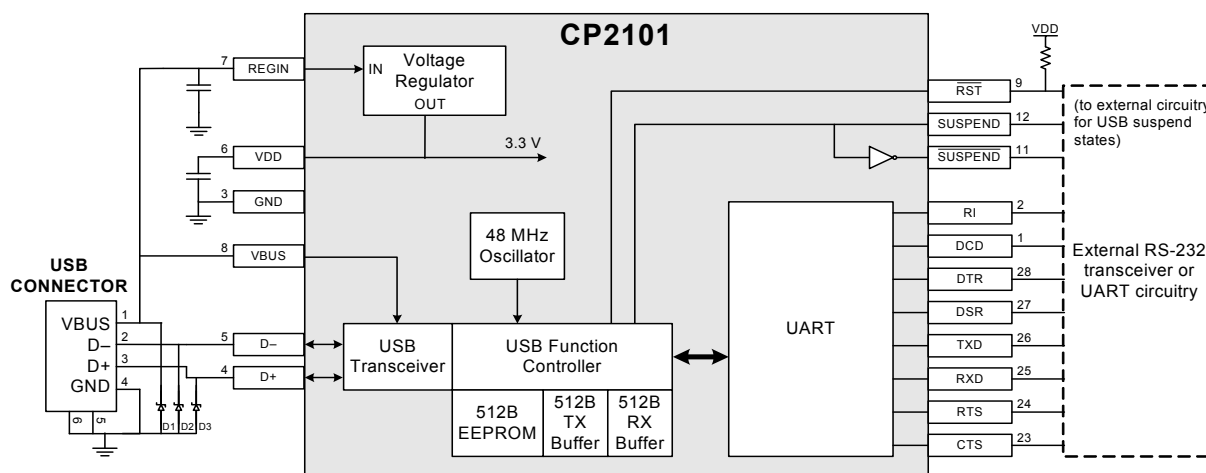 CP2101
7
REGIN
IN
Voltage
Regulator
OUT
6
VDD
3.3 V
3
GND
8
VBUS
48 MHz
Oscillator
USB
CONNECTOR
VBUS
1
D–
2
D+
3
GND
4
6
5
D1
D2
D3
5
D–
4
D+
USB
Transceiver
USB Function
Controller
512B
EEPROM
512B
TX
Buffer
512B
RX
Buffer
UART
VDD
RST
9
SUSPEND
12
SUSPEND
11
RI
2
DCD
1
DTR
28
DSR
27
TXD
26
RXD
25
RTS
24
CTS
23
(to external circuitry
for USB suspend
states)
External RS-232
transceiver or
UART circuitry